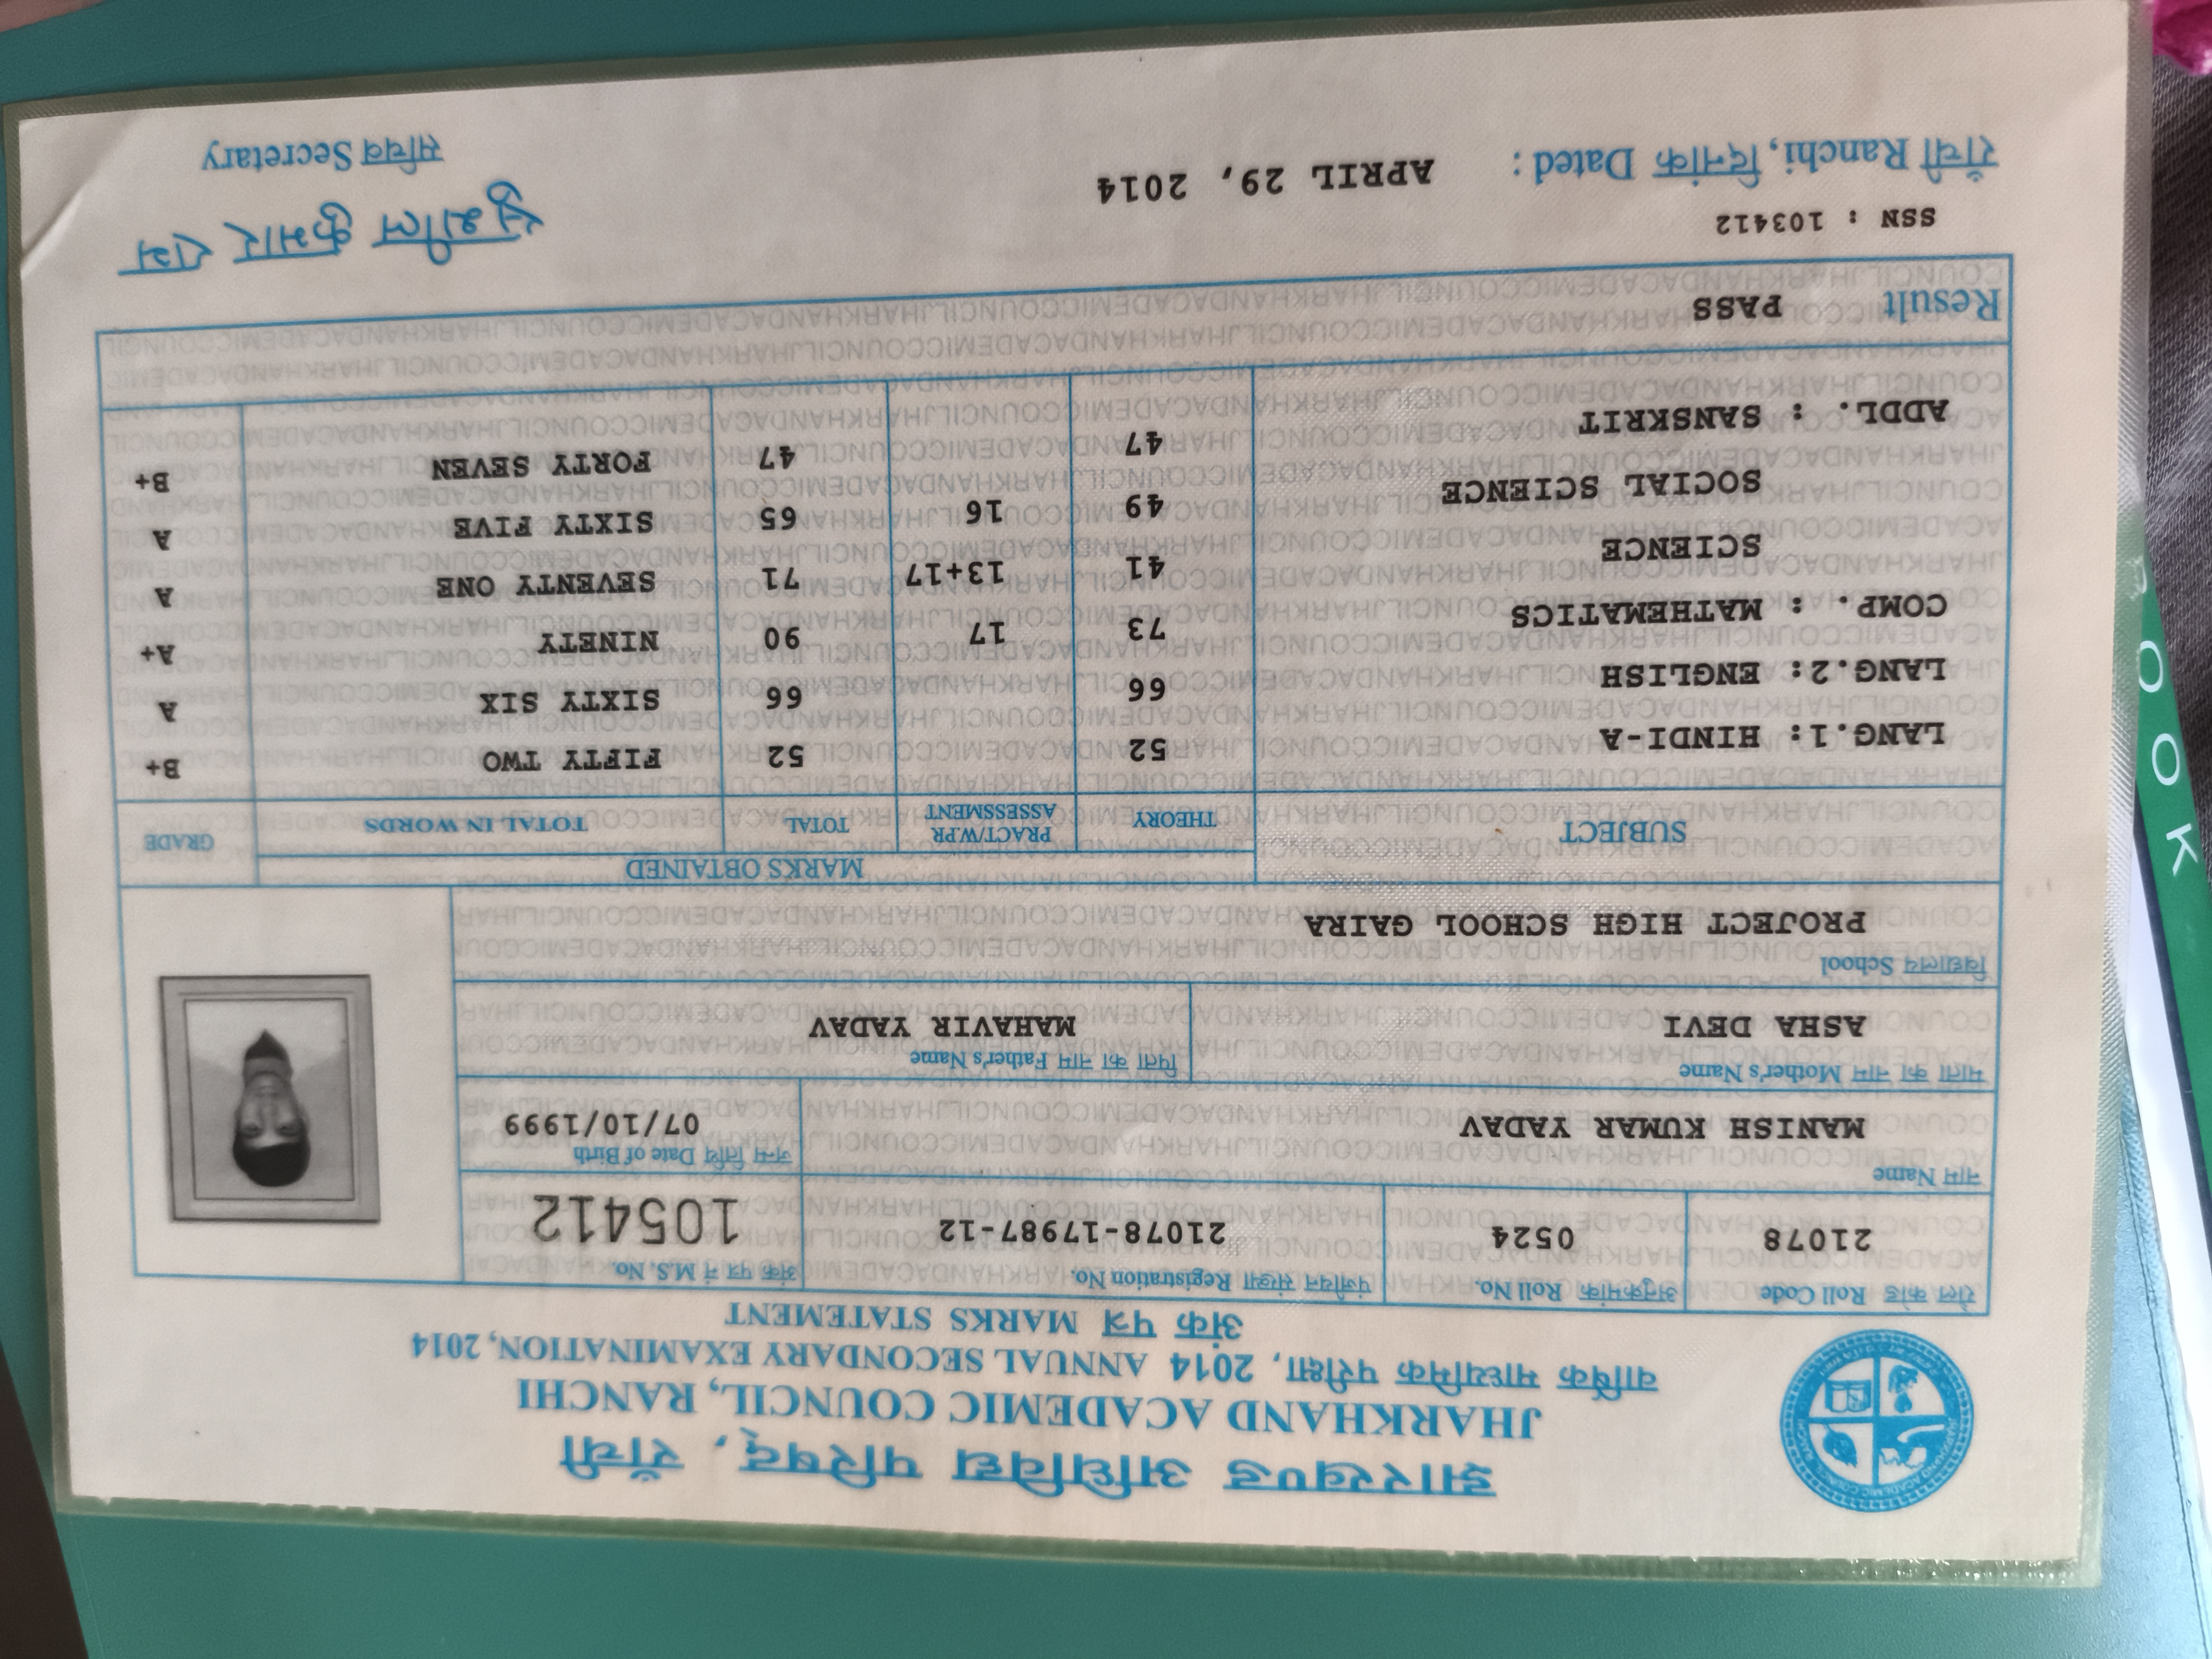 झारखण्ड अधिविद्य परिषद्, राँची
JHARKHAND ACADEMIC COUNCIL, RANCHI
वार्षिक माध्यमिक परीक्षा, 2014 ANNUAL SECONDARY EXAMINATION, 2014
अंक पत्र MARKS STATEMENT
रोल कोड Roll Code अनुक्रमांक Roll No. पंजीयन संख्या Registration No. अंक पत्र नं M.S. No.
21078 0524 21078-17987-12 105412
नाम Name जन्म तिथि Date of Birth
MANISH KUMAR YADAV 07/10/1999
माता का नाम Mother's Name पिता का नाम Father's Name
ASHA DEVI MAHAVIR YADAV
विद्यालय School
PROJECT HIGH SCHOOL GAIRA
SUBJECT MARKS OBTAINED GRADE
THEORY PRACT/W.PR ASSESSMENT TOTAL TOTAL IN WORDS
LANG.1: HINDI-A 52 52 FIFTY TWO B+
LANG.2: ENGLISH 66 66 SIXTY SIX A
COMP. : MATHEMATICS 73 17 90 NINETY A+
SCIENCE 41 13+17 71 SEVENTY ONE A
SOCIAL SCIENCE 49 16 65 SIXTY FIVE A
ADDL. : SANSKRIT 47 47 FORTY SEVEN B+
Result PASS
SSN : 103412
राँची Ranchi, दिनांक Dated : APRIL 29, 2014
सुशील कुमार राय
सचिव Secretary
OOK